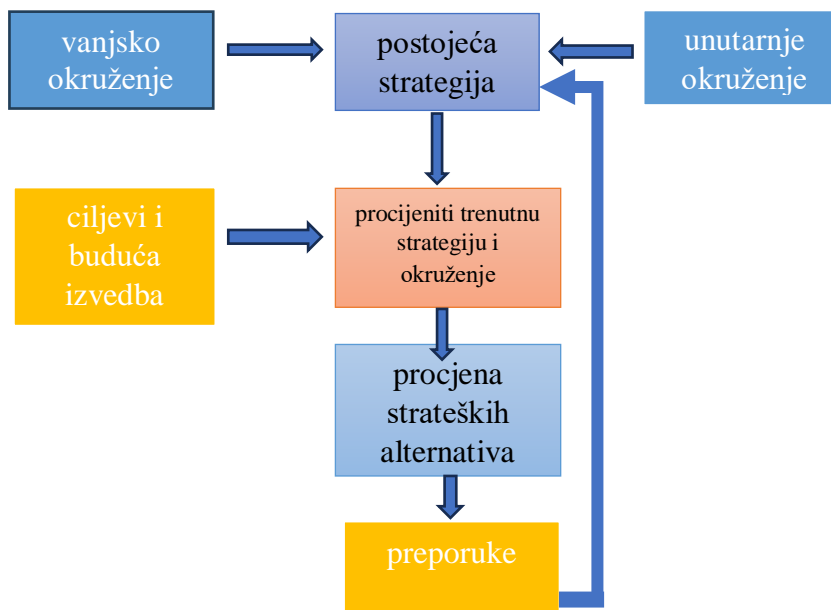 vanjsko
okruženje
postojeća
strategija
unutarnje
okruženje
ciljevi i
buduća
izvedba
procijeniti trenutnu
strategiju i
okruženje
procjena
strateških
alternativa
preporuke